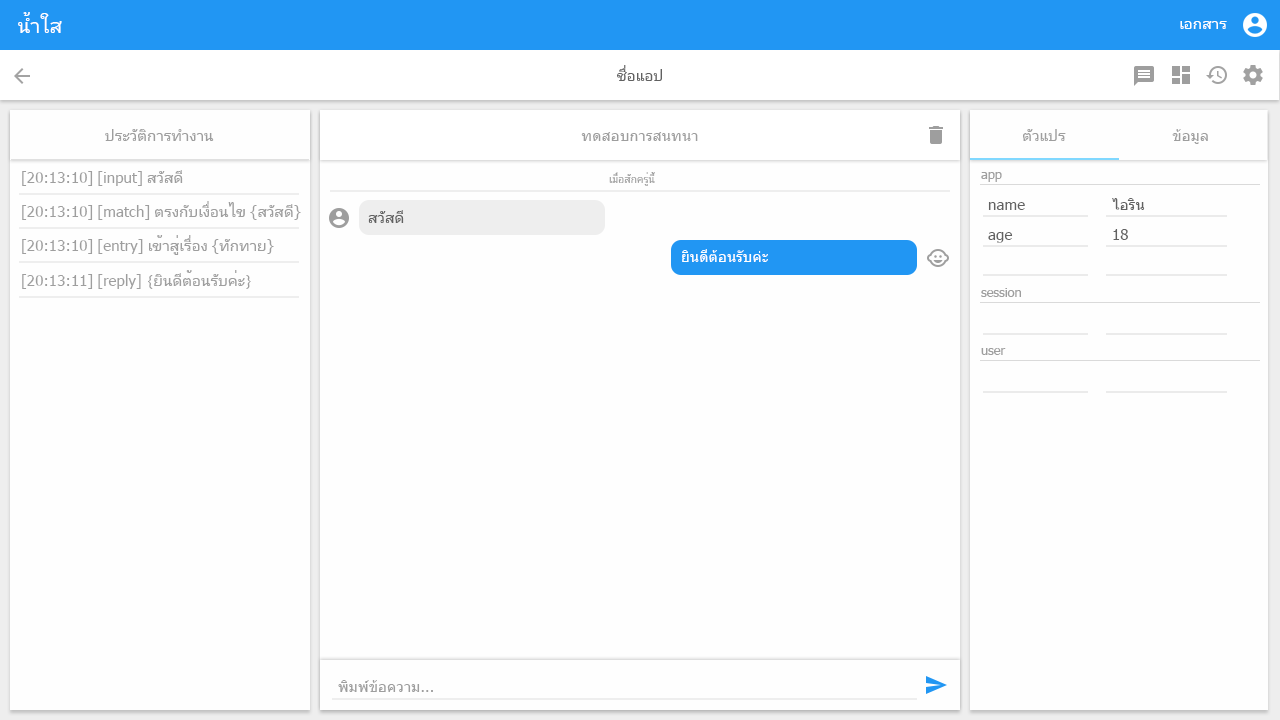 น้ำใส
เอกสาร
ชื่อแอป
ประวัติการทำงาน
[20:13:10] [input] สวัสดี
[20:13:10] [match] ตรงกับเงื่อนไข {สวัสดี}
[20:13:10] [entry] เข้าสู่เรื่อง {ทักทาย}
[20:13:11] [reply] {ยินดีต้อนรับค่ะ}
ทดสอบการสนทนา
เมื่อสักครู่นี้
สวัสดี
ยินดีต้อนรับค่ะ
พิมพ์ข้อความ...
ตัวแปร ข้อมูล
app
name ไอริน
age 18
session
user